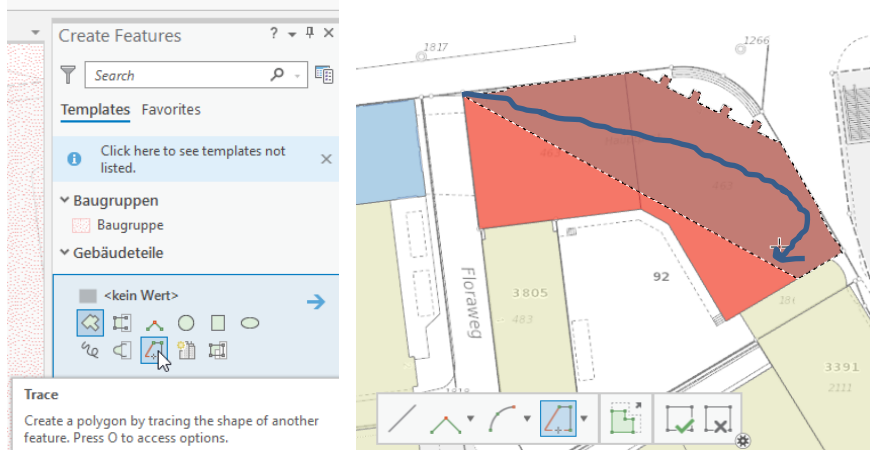 Create Features
?
Search
Templates Favorites
Click here to see templates not
listed.
Baugruppen
Baugruppe
Gebäudeteile
<kein Wert>
Trace
Create a polygon by tracing the shape of another
feature. Press O to access options.
1817
1266
Floraweg
3805
483
92
3391
2111